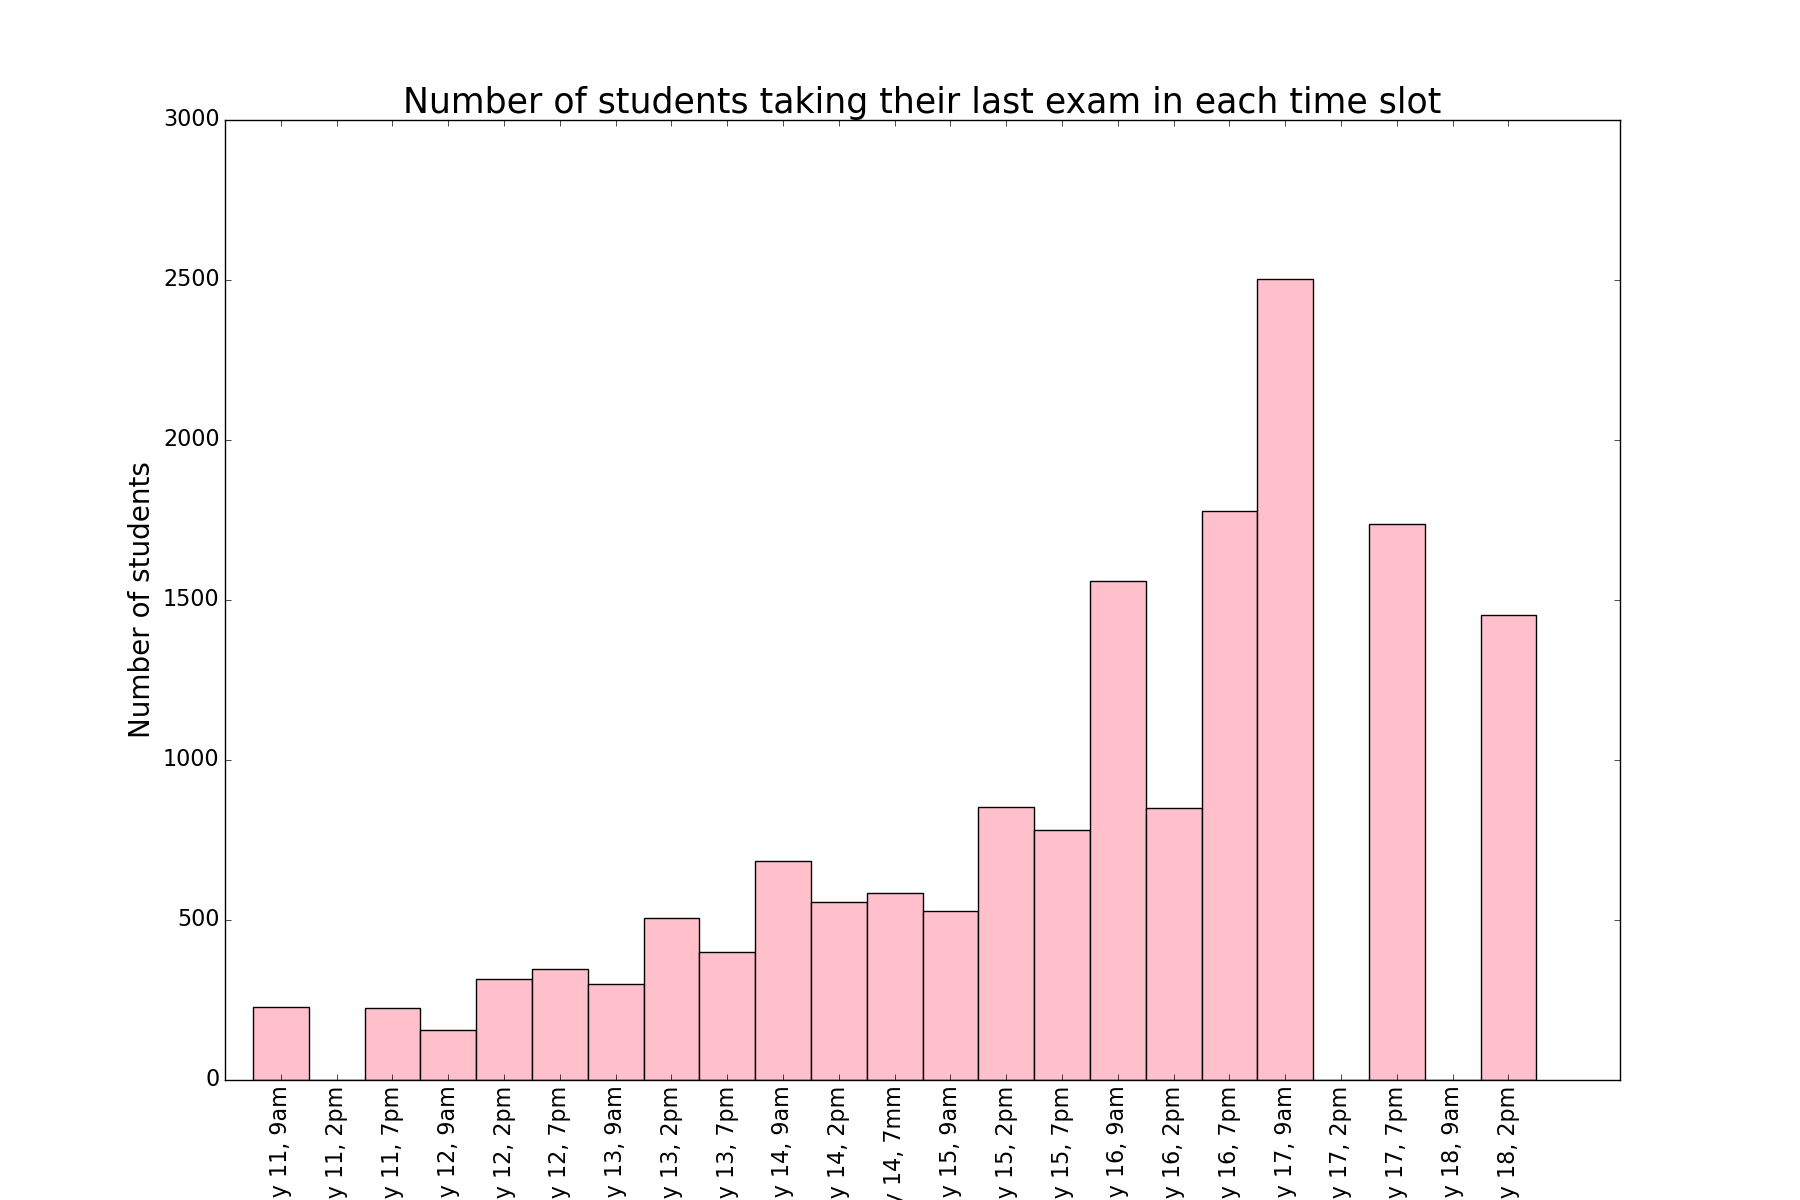 Number of students taking their last exam in each time slot
3000
2500
2000
1500
1000
500
0
Number of students
y 11, 9am
y 11, 2pm
y 11, 7pm
y 12, 9am
y 12, 2pm
y 12, 7pm
y 13, 9am
y 13, 2pm
y 13, 7pm
y 14, 9am
y 14, 2pm
y 14, 7mm
y 15, 9am
y 15, 2pm
y 15, 7pm
y 16, 9am
y 16, 2pm
y 16, 7pm
y 17, 9am
y 17, 2pm
y 17, 7pm
y 18, 9am
y 18, 2pm